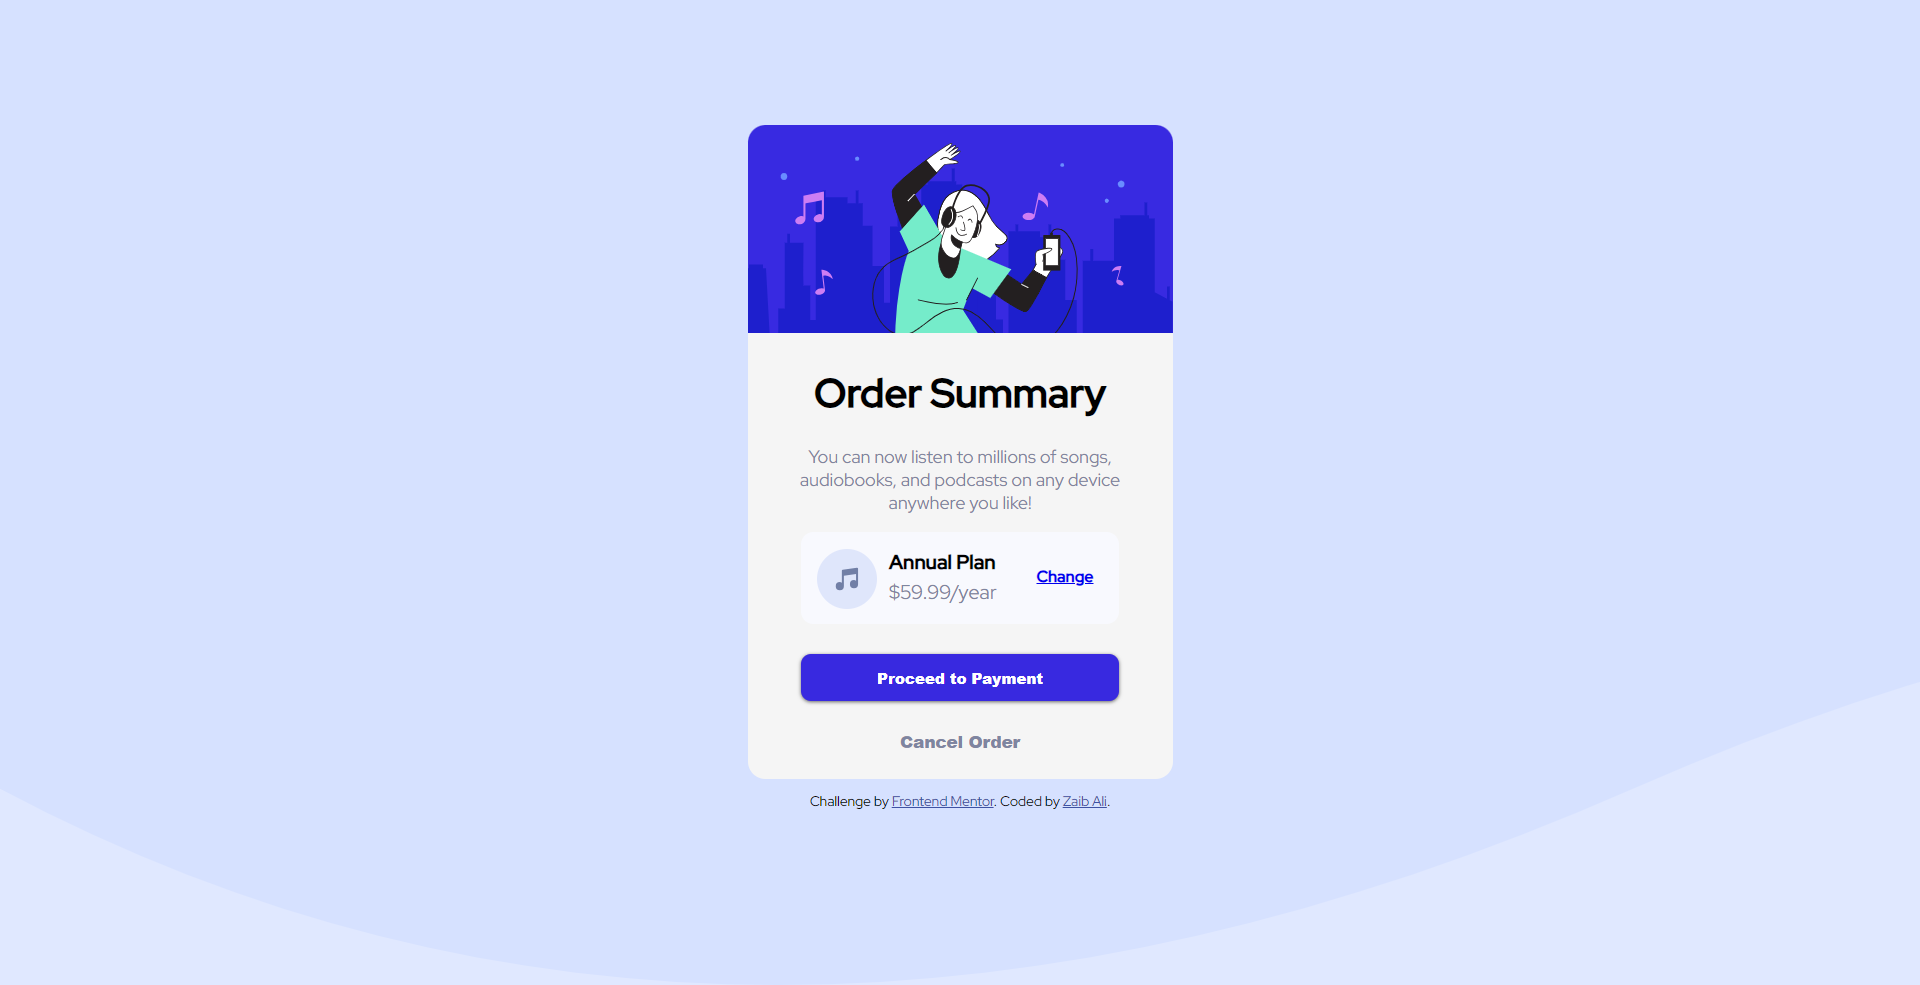 Order Summary
You can now listen to millions of songs,
audiobooks, and podcasts on any device
anywhere you like!
Annual Plan
$59.99/year
Change
Proceed to Payment
Cancel Order
Challenge by Frontend Mentor. Coded by Zaib Ali.